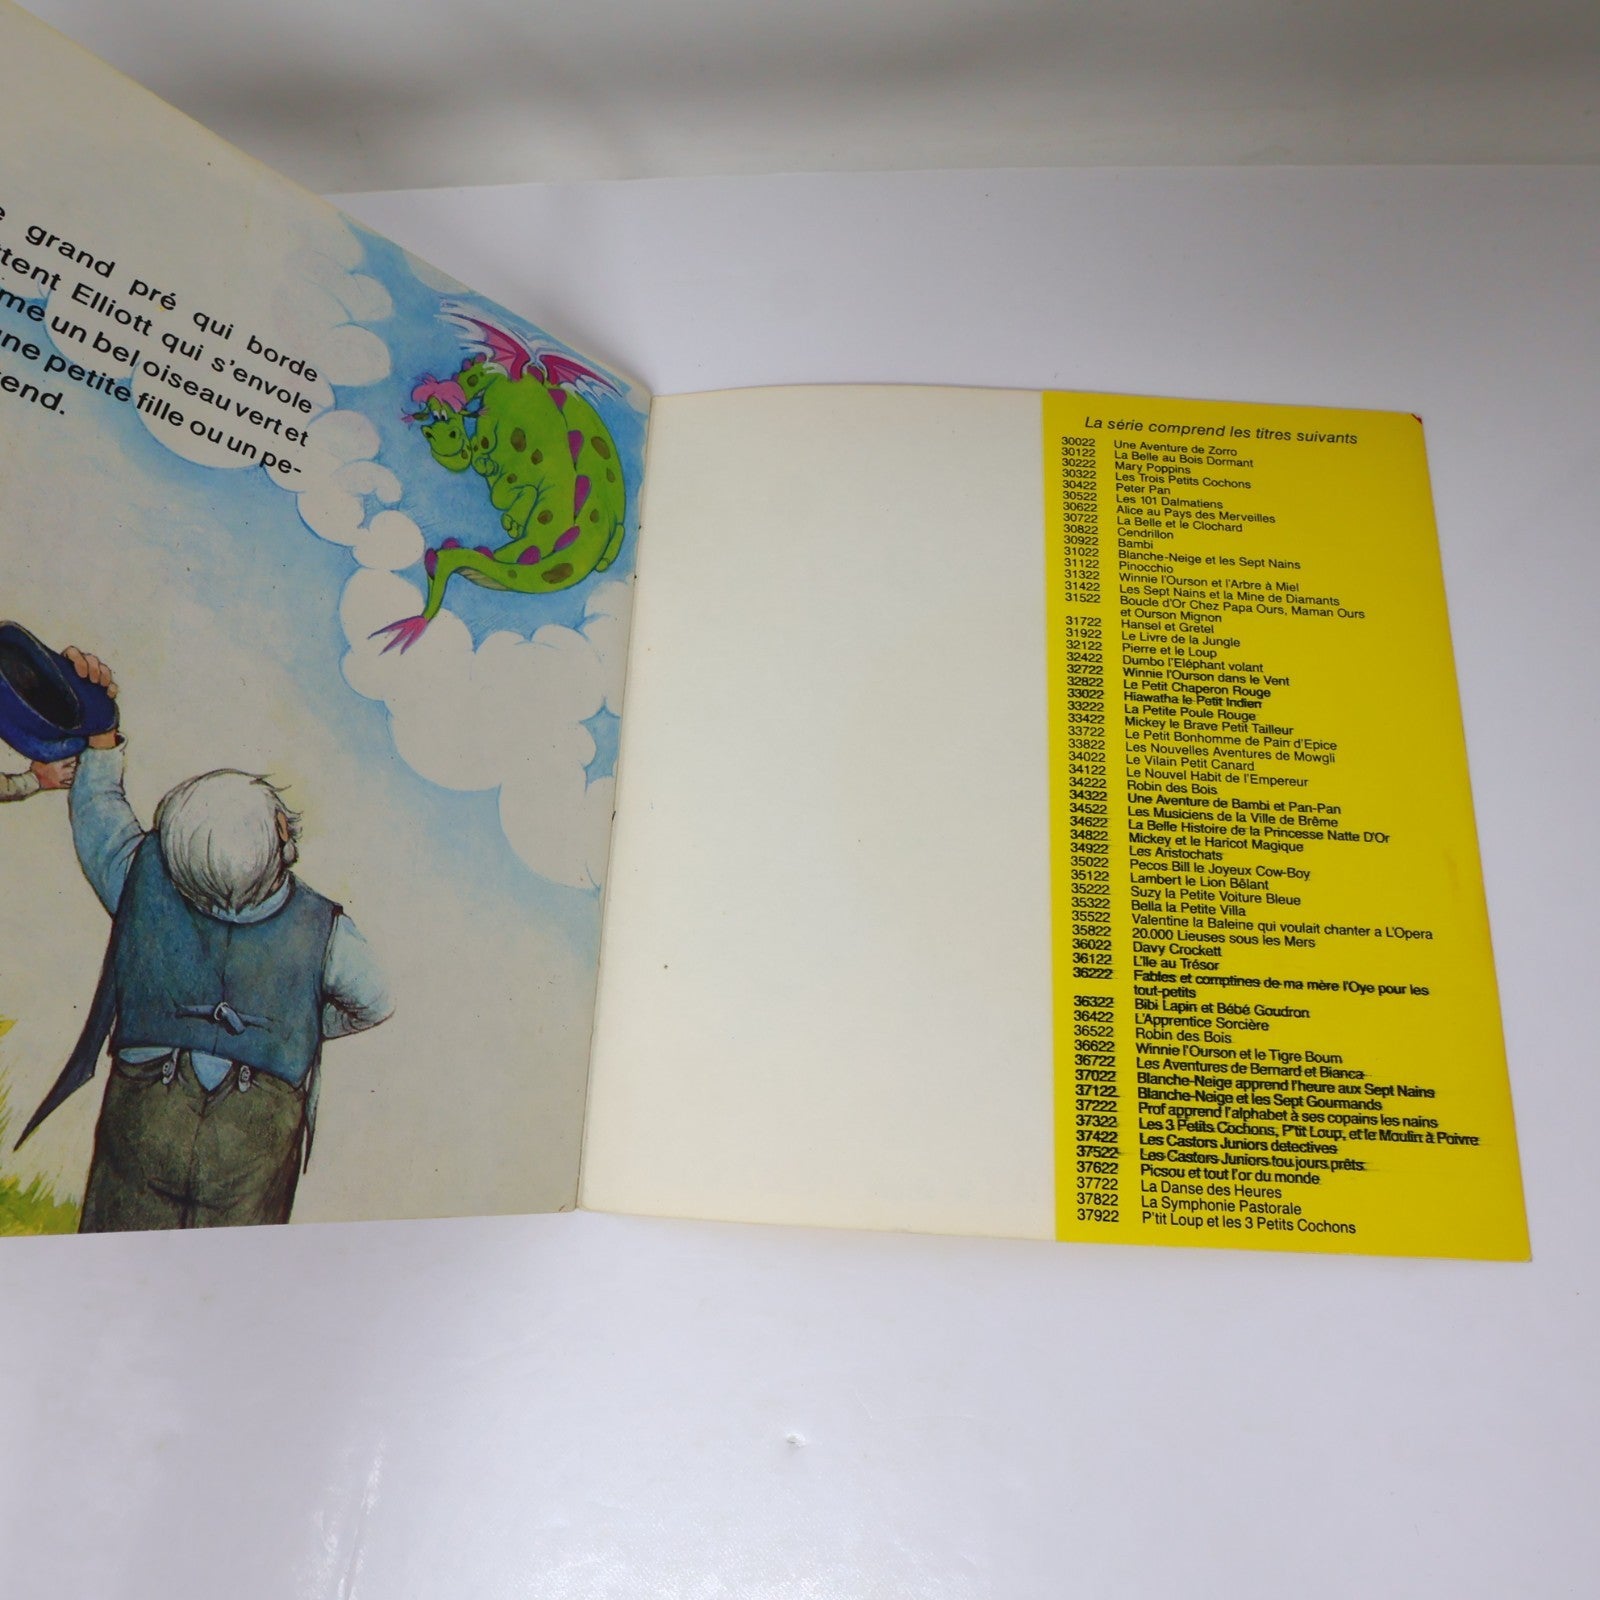 e grand pré qui borde
ttent Elliott qui s'envole
me un bel oiseau vert et
une petite fille ou un pe-
end.
La série comprend les titres suivants
30022 Une Aventure de Zorro
30122 La Belle au Bois Dormant
30222 Mary Poppins
30322 Les Trois Petits Cochons
30422 Peter Pan
30522 Les 101 Dalmatiens
30622 Alice au Pays des Merveilles
30722 La Belle et le Clochard
30822 Cendrillon
30922 Bambi
31022 Blanche-Neige et les Sept Nains
31122 Pinocchio
31322 Winnie l'Ourson et l'Arbre à Miel
31422 Les Sept Nains et la Mine de Diamants
31522 Boucle d'Or Chez Papa Ours, Maman Ours
et Ourson Mignon
31722 Hansel et Gretel
31922 Le Livre de la Jungle
32122 Pierre et le Loup
32422 Dumbo l'Eléphant volant
32722 Winnie l'Ourson dans le Vent
32822 Le Petit Chaperon Rouge
33022 Hiawatha le Petit Indien
33222 La Petite Poule Rouge
33422 Mickey le Brave Petit Tailleur
33722 Le Petit Bonhomme de Pain d'Epice
33822 Les Nouvelles Aventures de Mowgli
34022 Le Vilain Petit Canard
34122 Le Nouvel Habit de l'Empereur
34222 Robin des Bois
34322 Une Aventure de Bambi et Pan-Pan
34522 Les Musiciens de la Ville de Brême
34622 La Belle Histoire de la Princesse Natte D'Or
34822 Mickey et le Haricot Magique
34922 Les Aristochats
35022 Pecos Bill le Joyeux Cow-Boy
35122 Lambert le Lion Bêlant
35222 Suzy la Petite Voiture Bleue
35322 Bella la Petite Villa
35522 Valentine la Baleine qui voulait chanter a L'Opera
35822 20.000 Lieuses sous les Mers
36022 Davy Crockett
36122 L'Ile au Trésor
36222 Fables et comptines de ma mère l'Oye pour les
tout-petits
36322 Bibi Lapin et Bébé Goudron
36422 L'Apprentice Sorcière
36522 Robin des Bois
36622 Winnie l'Ourson et le Tigre Boum
36722 Les Aventures de Bernard et Bianca
37022 Blanche-Neige apprend l'heure aux Sept Nains
37122 Blanche-Neige et les Sept Gourmands
37222 Prof apprend l'alphabet à ses copains les nains
37322 Les 3 Petits Cochons, P'tit Loup, et le Moulin à Poivre
37422 Les Castors Juniors detectives
37522 Les Castors Juniors toujours prêts
37622 Picsou et tout l'or du monde
37722 La Danse des Heures
37822 La Symphonie Pastorale
37922 P'tit Loup et les 3 Petits Cochons